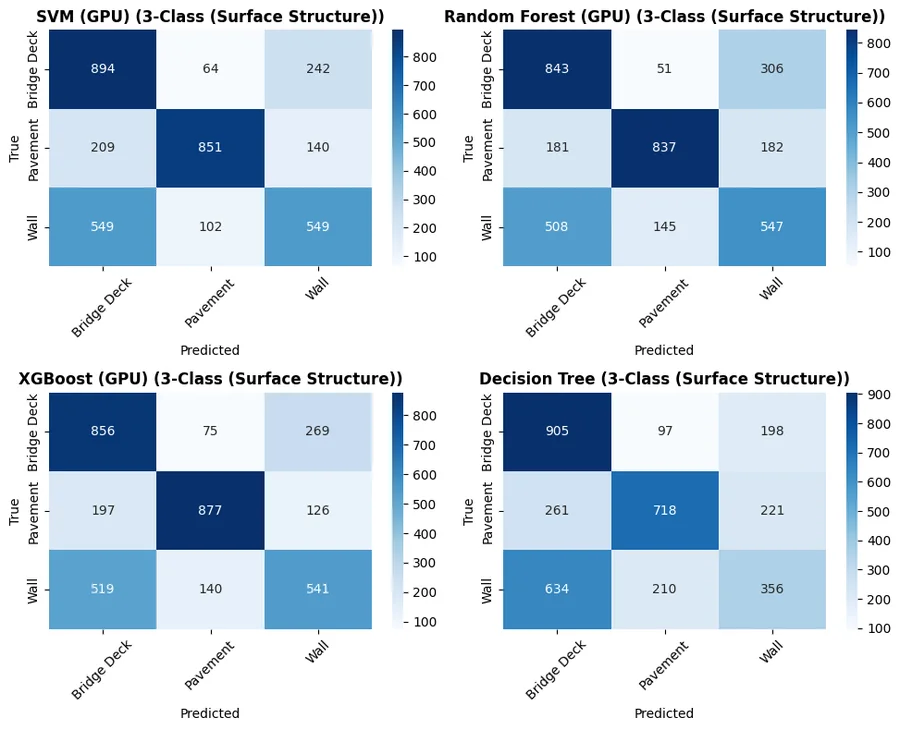 SVM (GPU) (3-Class (Surface Structure))
Bridge Deck
Pavement
Wall
True
894 64 242
209 851 140
549 102 549
800
700
600
500
400
300
200
100
Bridge Deck
Pavement
Wall
Predicted
Random Forest (GPU) (3-Class (Surface Structure))
Bridge Deck
Pavement
Wall
True
843 51 306
181 837 182
508 145 547
800
700
600
500
400
300
200
100
Bridge Deck
Pavement
Wall
Predicted
XGBoost (GPU) (3-Class (Surface Structure))
Bridge Deck
Pavement
Wall
True
856 75 269
197 877 126
519 140 541
800
700
600
500
400
300
200
100
Bridge Deck
Pavement
Wall
Predicted
Decision Tree (3-Class (Surface Structure))
Bridge Deck
Pavement
Wall
True
905 97 198
261 718 221
634 210 356
900
800
700
600
500
400
300
200
100
Bridge Deck
Pavement
Wall
Predicted